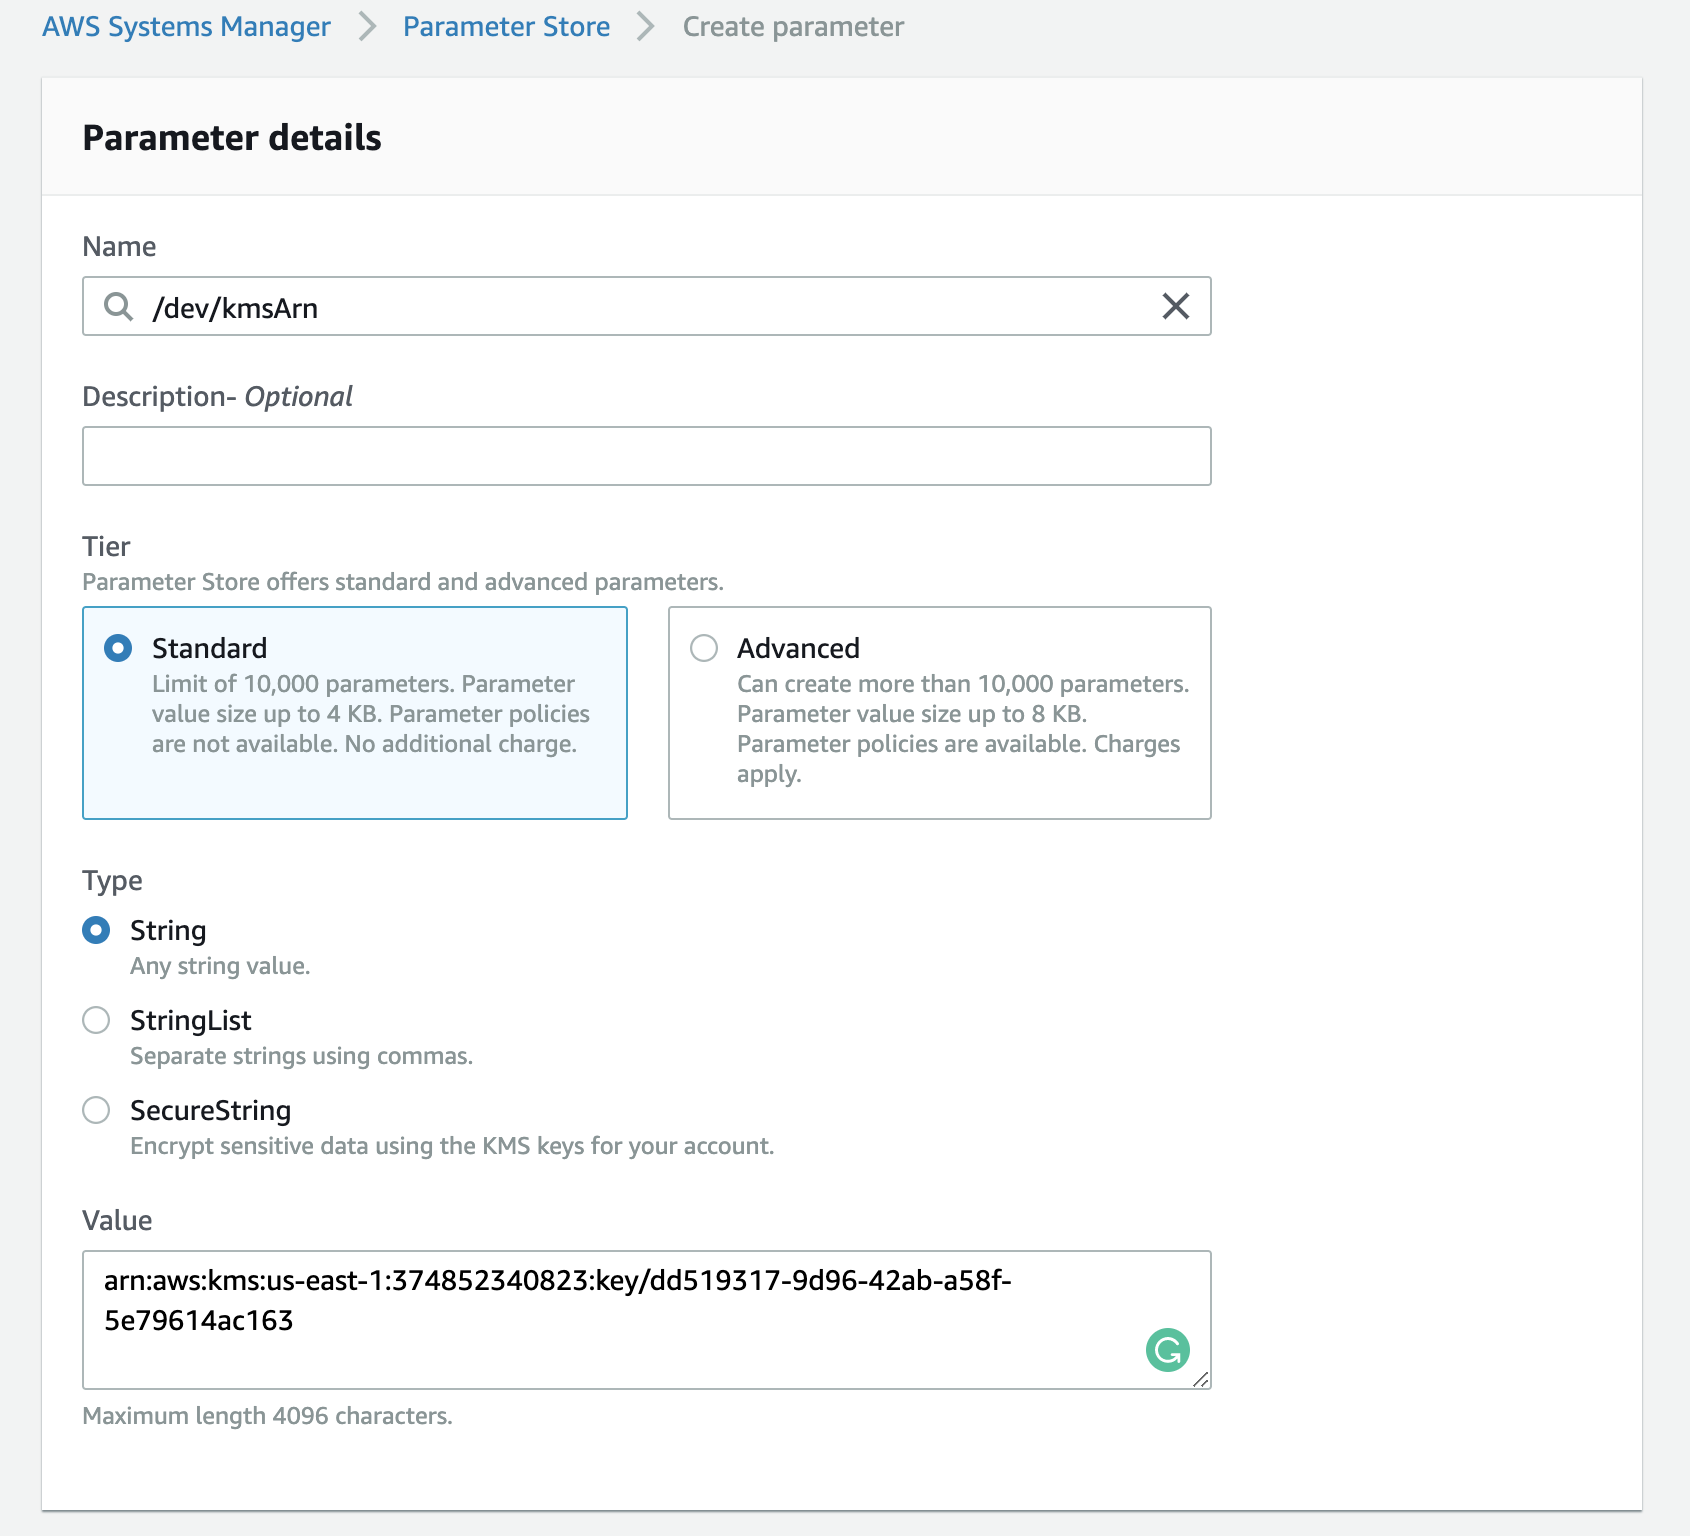 AWS Systems Manager > Parameter Store > Create parameter
Parameter details
Name
/dev/kmsArn
Description- Optional
Tier
Parameter Store offers standard and advanced parameters.
Standard
Limit of 10,000 parameters. Parameter
value size up to 4 KB. Parameter policies
are not available. No additional charge.
Advanced
Can create more than 10,000 parameters.
Parameter value size up to 8 KB.
Parameter policies are available. Charges
apply.
Type
String
Any string value.
StringList
Separate strings using commas.
SecureString
Encrypt sensitive data using the KMS keys for your account.
Value
arn:aws:kms:us-east-1:374852340823:key/dd519317-9d96-42ab-a58f-
5e79614ac163
Maximum length 4096 characters.